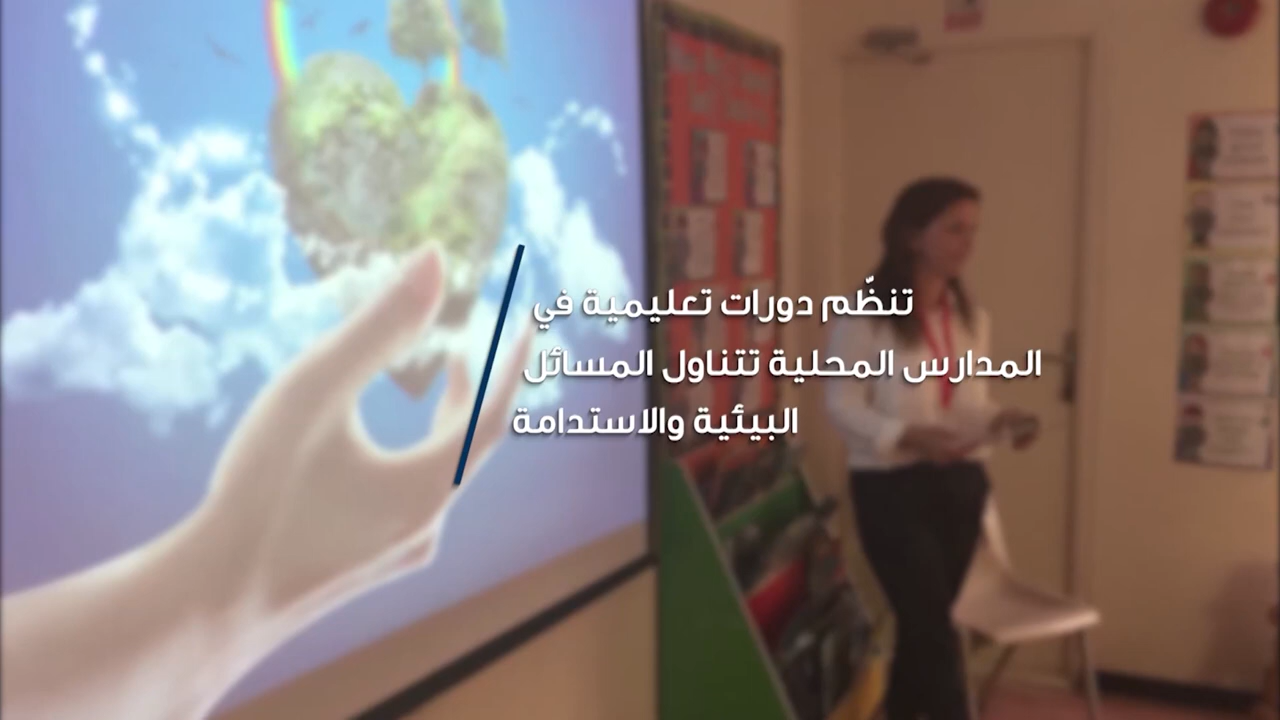 تنظّم دورات تعليمية في
المدارس المحلية تتناول المسائل
البيئية والاستدامة